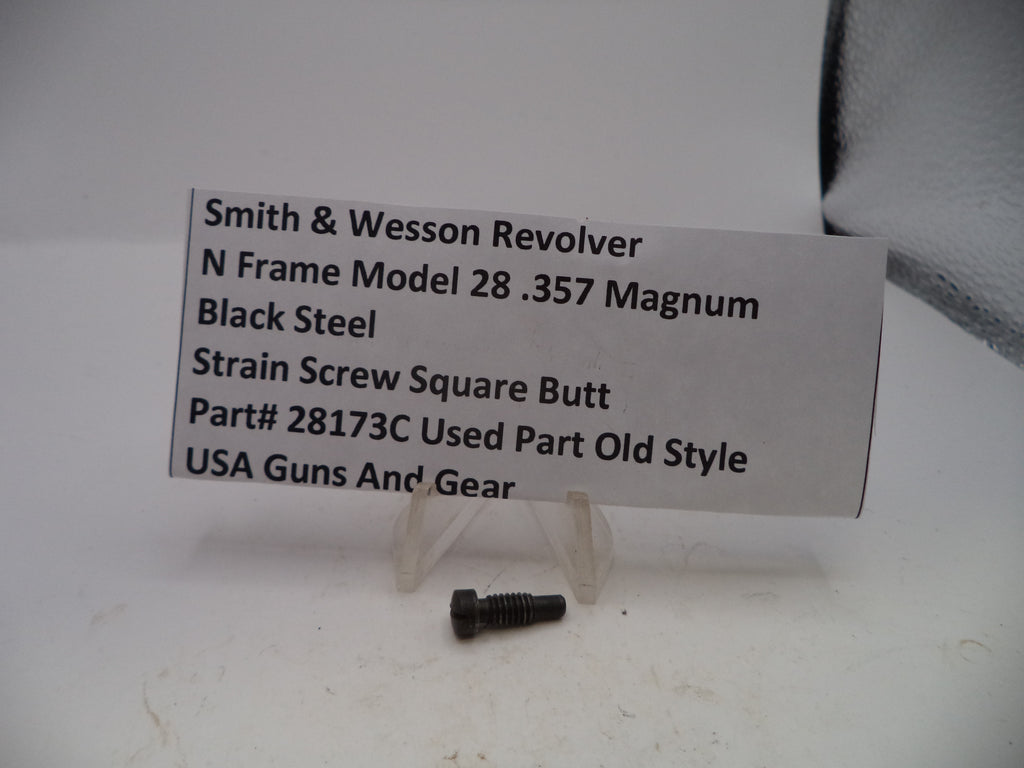 Smith & Wesson Revolver
N Frame Model 28 .357 Magnum
Black Steel
Strain Screw Square Butt
Part# 28173C Used Part Old Style
USA Guns And Gear